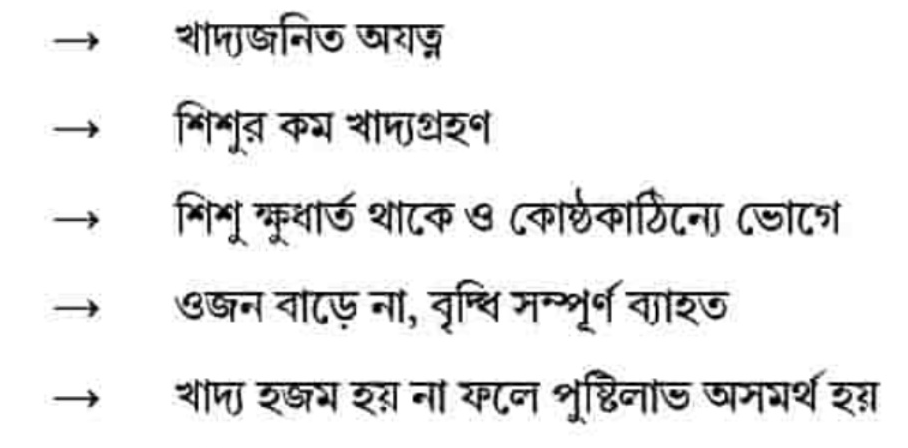 → খাদ্যজনিত অযত্ন
→ শিশুর কম খাদ্যগ্রহণ
→ শিশু ক্ষুধার্ত থাকে ও কোষ্ঠকাঠিন্যে ভোগে
→ ওজন বাড়ে না, বৃদ্ধি সম্পূর্ণ ব্যাহত
→ খাদ্য হজম হয় না ফলে পুষ্টিলাভ অসমর্থ হয়